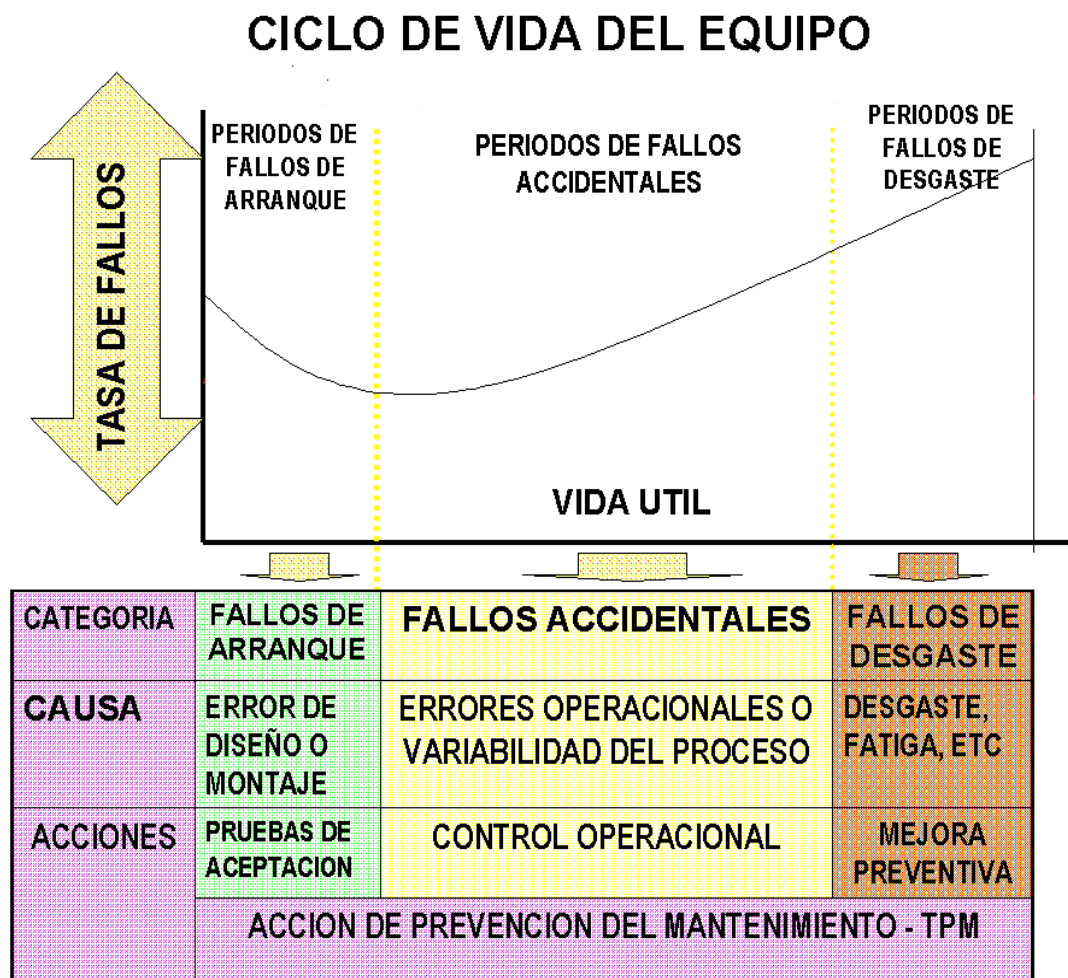 CICLO DE VIDA DEL EQUIPO
TASA DE FALLOS
PERIODOS DE
FALLOS DE
ARRANQUE
PERIODOS DE FALLOS
ACCIDENTALES
PERIODOS DE
FALLOS DE
DESGASTE
VIDA UTIL
CATEGORIA
FALLOS DE
ARRANQUE
FALLOS ACCIDENTALES
FALLOS DE
DESGASTE
CAUSA
ERROR DE
DISEÑO O
MONTAJE
ERRORES OPERACIONALES O
VARIABILIDAD DEL PROCESO
DESGASTE,
FATIGA, ETC
ACCIONES
PRUEBAS DE
ACEPTACION
CONTROL OPERACIONAL
MEJORA
PREVENTIVA
ACCION DE PREVENCION DEL MANTENIMIENTO - TPM